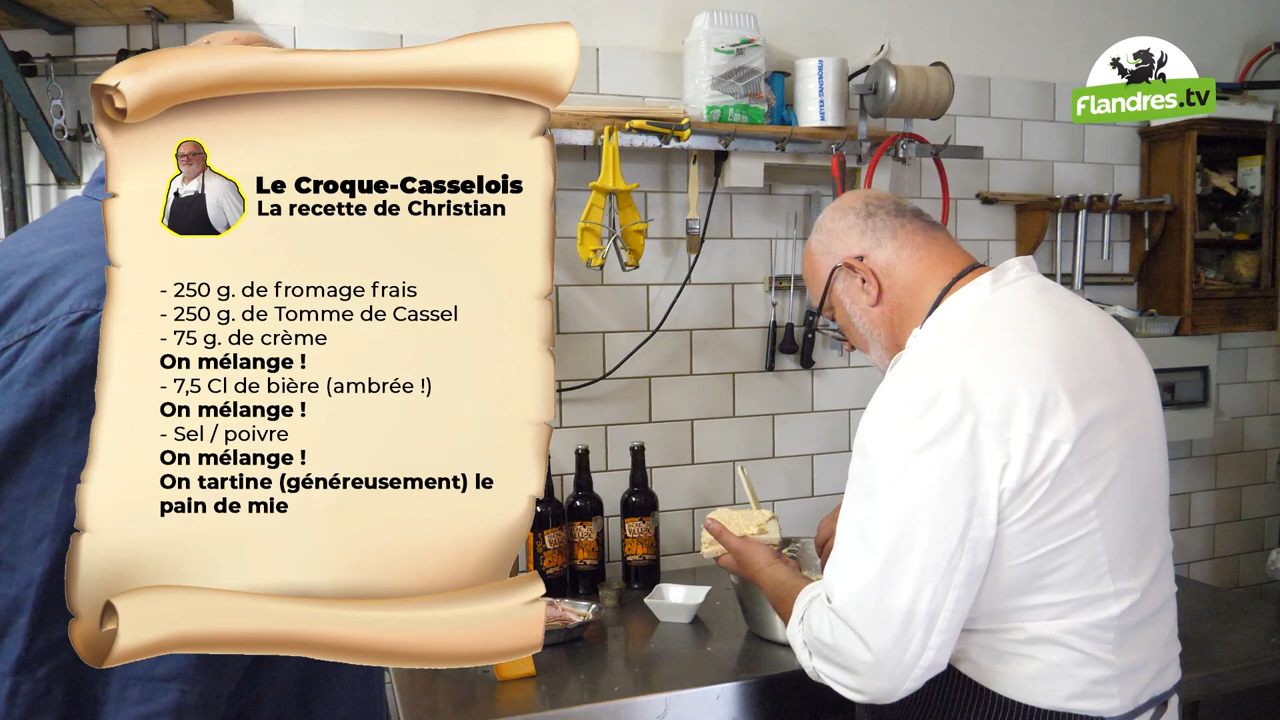 Flandres.tv
Le Croque-Casselois
La recette de Christian
- 250 g. de fromage frais
- 250 g. de Tomme de Cassel
- 75 g. de crème
On mélange !
- 7,5 Cl de bière (ambrée !)
On mélange !
- Sel / poivre
On mélange !
On tartine (généreusement) le
pain de mie